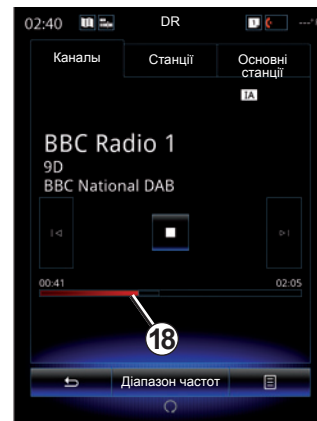 02:40 DR ---°
Каналы Станції Основні станції
IA
BBC Radio 1
9D
BBC National DAB
00:41 02:05
18
Діапазон частот